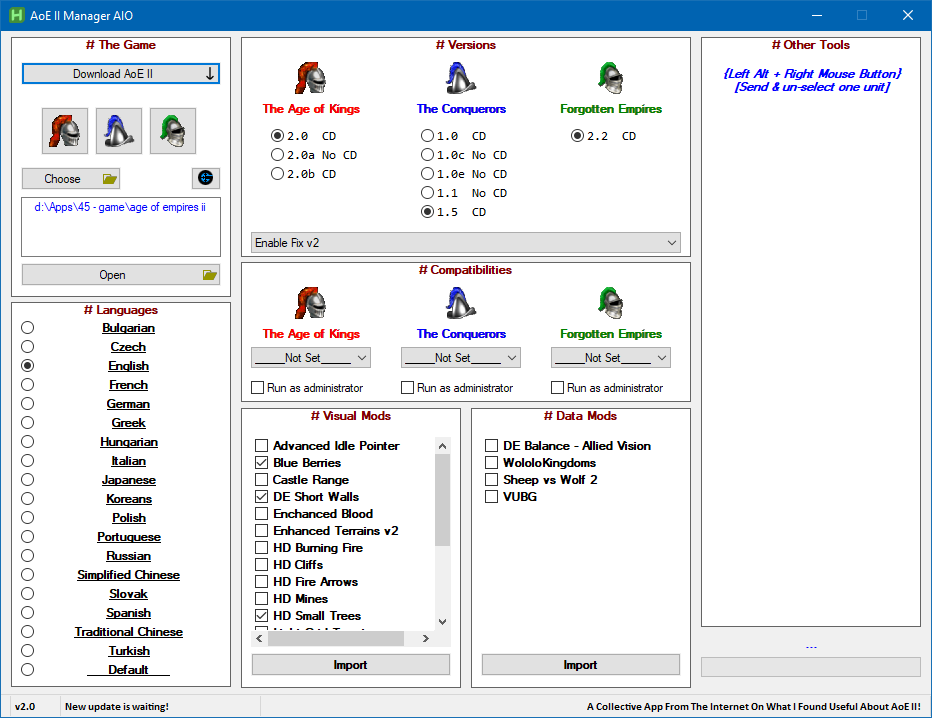 AoE II Manager AIO
# The Game
Download AoE II
Choose
d:\Apps\45 - game\age of empires ii
Open
# Languages
Bulgarian
Czech
English
French
German
Greek
Hungarian
Italian
Japanese
Koreans
Polish
Portuguese
Russian
Simplified Chinese
Slovak
Spanish
Traditional Chinese
Turkish
___Default___
# Versions
The Age of Kings
2.0 CD
2.0a No CD
2.0b CD
The Conquerors
1.0 CD
1.0c No CD
1.0e No CD
1.1 No CD
1.5 CD
Forgotten Empires
2.2 CD
Enable Fix v2
# Compatibilities
The Age of Kings
_____Not Set_____
Run as administrator
The Conquerors
_____Not Set_____
Run as administrator
Forgotten Empires
_____Not Set_____
Run as administrator
# Visual Mods
Advanced Idle Pointer
Blue Berries
Castle Range
DE Short Walls
Enchanced Blood
Enhanced Terrains v2
HD Burning Fire
HD Cliffs
HD Fire Arrows
HD Mines
HD Small Trees
Import
# Data Mods
DE Balance - Allied Vision
WololoKingdoms
Sheep vs Wolf 2
VUBG
Import
# Other Tools
{Left Alt + Right Mouse Button}
[Send & un-select one unit]
...
v2.0
New update is waiting!
A Collective App From The Internet On What I Found Useful About AoE II!